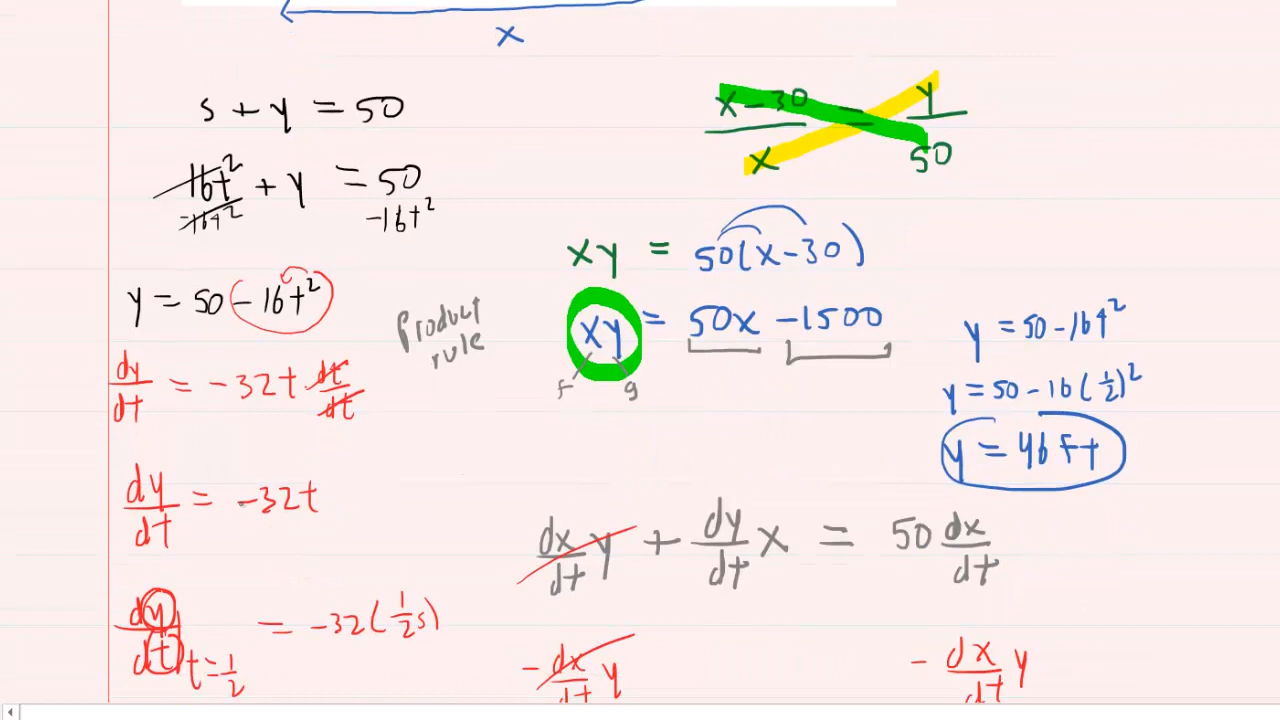 x
s + y = 50
16t² + y = 50
-16t² -16t²
y = 50 - 16t²
dy/dt = -32t dt/dt
dy/dt = -32t
dy/dt t=1/2 = -32(1/2 s)
Product
rule
x-30/x = y/50
xy = 50(x-30)
xy = 50x - 1500
f g
y = 50 - 16t²
y = 50 - 16(1/2)²
y = 46 ft
dx/dt y + dy/dt x = 50 dx/dt
- dx/dt y - dx/dt y